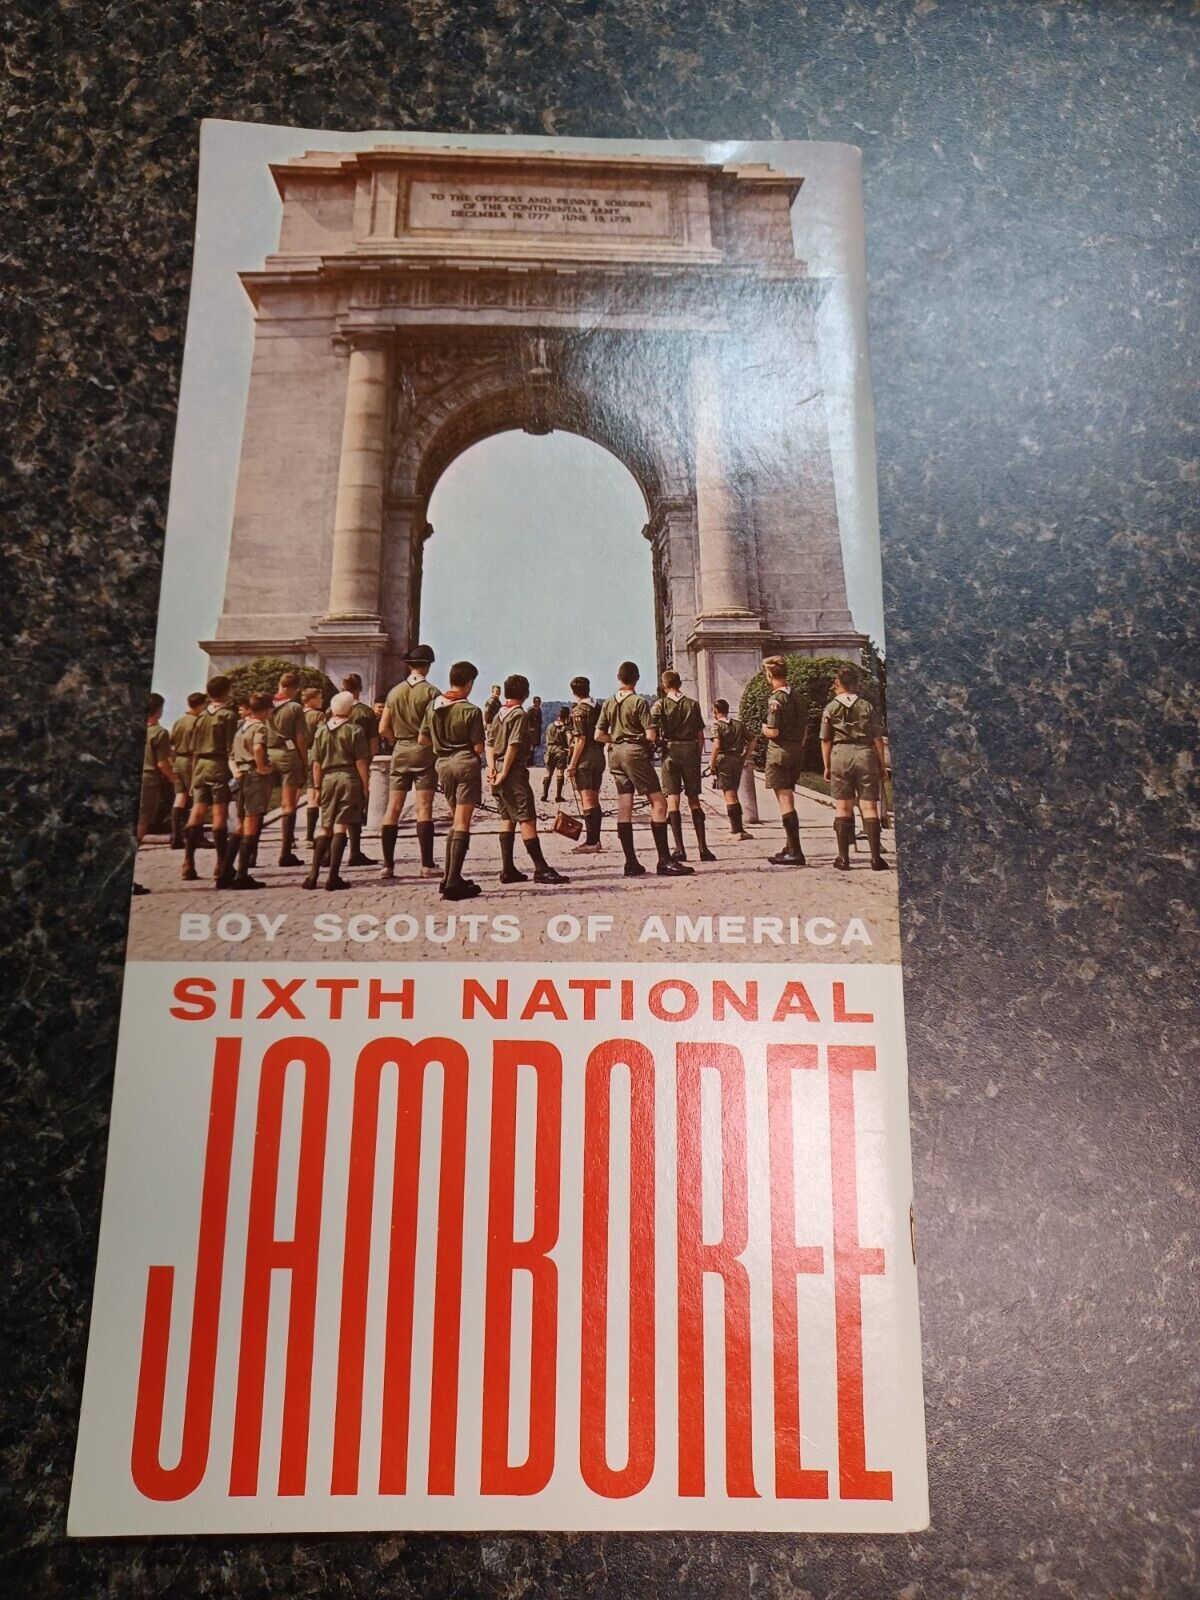 TO THE OFFICERS AND PRIVATE SOLDIERS
OF THE CONTINENTAL ARMY
DECEMBER 19, 1777 JUNE 19, 1778
BOY SCOUTS OF AMERICA
SIXTH NATIONAL
JAMBOREE